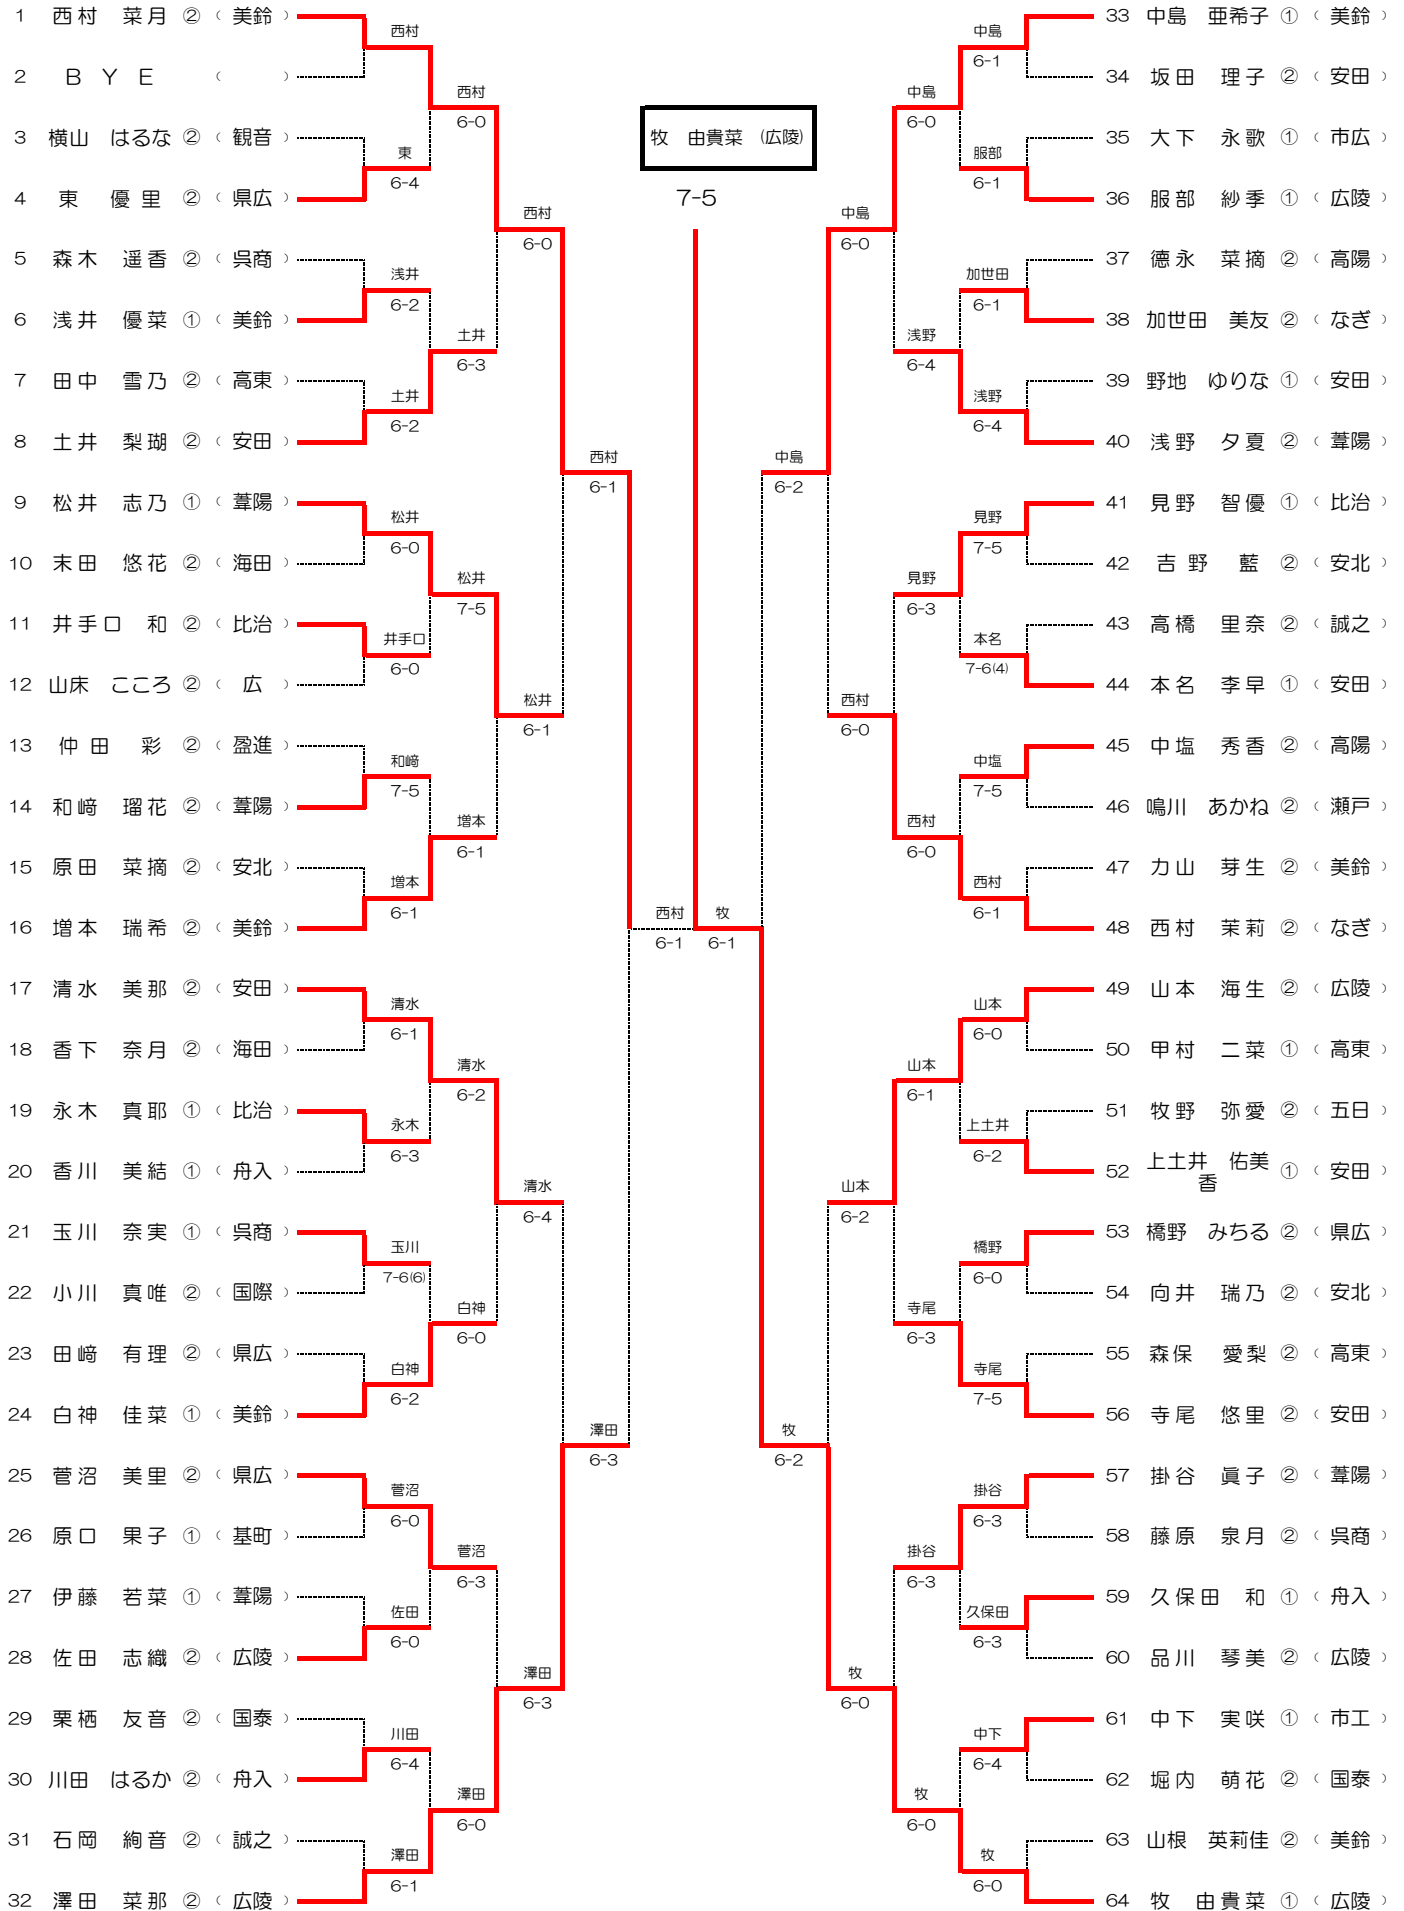 1 西村 菜月 ② （ 美鈴 ）
2 ＢＹＥ （ ）
3 横山 はるな ② （ 観音 ）
4 東 優里 ② （ 県広 ）
5 森木 遥香 ② （ 呉商 ）
6 浅井 優菜 ① （ 美鈴 ）
7 田中 雪乃 ② （ 高東 ）
8 土井 梨瑚 ② （ 安田 ）
9 松井 志乃 ① （ 葦陽 ）
10 末田 悠花 ② （ 海田 ）
11 井手口 和 ② （ 比治 ）
12 山床 こころ ② （ 広 ）
13 仲田 彩 ② （ 盈進 ）
14 和﨑 瑠花 ② （ 葦陽 ）
15 原田 菜摘 ② （ 安北 ）
16 増本 瑞希 ② （ 美鈴 ）
17 清水 美那 ② （ 安田 ）
18 香下 奈月 ② （ 海田 ）
19 永木 真耶 ① （ 比治 ）
20 香川 美結 ① （ 舟入 ）
21 玉川 奈実 ① （ 呉商 ）
22 小川 真唯 ② （ 国際 ）
23 田﨑 有理 ② （ 県広 ）
24 白神 佳菜 ① （ 美鈴 ）
25 菅沼 美里 ② （ 県広 ）
26 原口 果子 ① （ 基町 ）
27 伊藤 若菜 ① （ 葦陽 ）
28 佐田 志織 ② （ 広陵 ）
29 栗栖 友音 ② （ 国泰 ）
30 川田 はるか ② （ 舟入 ）
31 石岡 絢音 ② （ 誠之 ）
32 澤田 菜那 ② （ 広陵 ）
西村
東
6-4
浅井
6-2
土井
6-2
松井
6-0
井手口
6-0
和﨑
7-5
増本
6-1
清水
6-1
永木
6-3
玉川
7-6(6)
白神
6-2
菅沼
6-0
佐田
6-0
川田
6-4
澤田
6-1
西村
6-0
土井
6-3
松井
7-5
増本
6-1
清水
6-2
白神
6-0
菅沼
6-3
澤田
6-0
西村
6-0
松井
6-1
清水
6-4
澤田
6-3
西村
6-1
澤田
6-3
西村
6-1
牧 由貴菜 （広陵）
7-5
牧
6-1
中島
6-2
牧
6-2
中島
6-0
西村
6-0
山本
6-2
牧
6-0
中島
6-0
浅野
6-4
見野
6-3
西村
6-0
山本
6-1
寺尾
6-3
掛谷
6-3
牧
6-0
中島
6-1
服部
6-1
加世田
6-1
浅野
6-4
見野
7-5
本名
7-6(4)
中塩
7-5
西村
6-1
山本
6-0
上土井
6-2
橋野
6-0
寺尾
7-5
掛谷
6-3
久保田
6-3
中下
6-4
牧
6-0
33 中島 亜希子 ① （ 美鈴 ）
34 坂田 理子 ② （ 安田 ）
35 大下 永歌 ① （ 市広 ）
36 服部 紗季 ① （ 広陵 ）
37 德永 菜摘 ② （ 高陽 ）
38 加世田 美友 ② （ なぎ ）
39 野地 ゆりな ① （ 安田 ）
40 浅野 夕夏 ② （ 葦陽 ）
41 見野 智優 ① （ 比治 ）
42 吉野 藍 ② （ 安北 ）
43 高橋 里奈 ② （ 誠之 ）
44 本名 李早 ① （ 安田 ）
45 中塩 秀香 ② （ 高陽 ）
46 鳴川 あかね ② （ 瀬戸 ）
47 力山 芽生 ② （ 美鈴 ）
48 西村 茉莉 ② （ なぎ ）
49 山本 海生 ② （ 広陵 ）
50 甲村 二菜 ① （ 高東 ）
51 牧野 弥愛 ② （ 五日 ）
52 上土井 佑美香 ① （ 安田 ）
53 橋野 みちる ② （ 県広 ）
54 向井 瑞乃 ② （ 安北 ）
55 森保 愛梨 ② （ 高東 ）
56 寺尾 悠里 ② （ 安田 ）
57 掛谷 眞子 ② （ 葦陽 ）
58 藤原 泉月 ② （ 呉商 ）
59 久保田 和 ① （ 舟入 ）
60 品川 琴美 ② （ 広陵 ）
61 中下 実咲 ① （ 市工 ）
62 堀内 萌花 ② （ 国泰 ）
63 山根 英莉佳 ② （ 美鈴 ）
64 牧 由貴菜 ① （ 広陵 ）